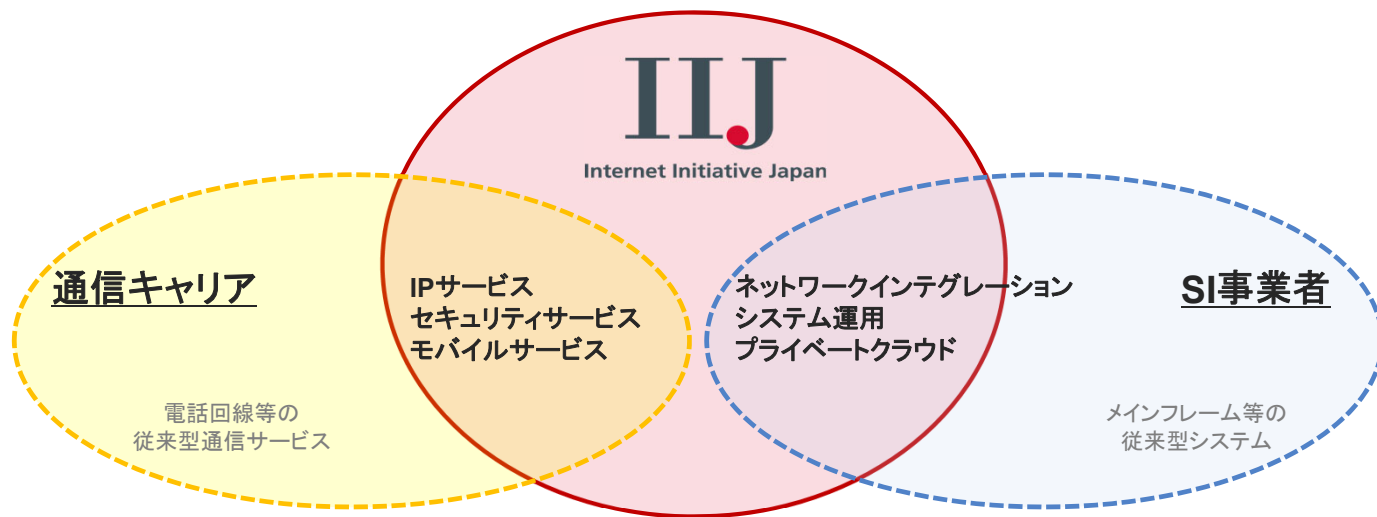 IIJ
Internet Initiative Japan
通信キャリア
IPサービス
セキュリティサービス
モバイルサービス
ネットワークインテグレーション
システム運用
プライベートクラウド
SI事業者
電話回線等の
従来型通信サービス
メインフレーム等の
従来型システム